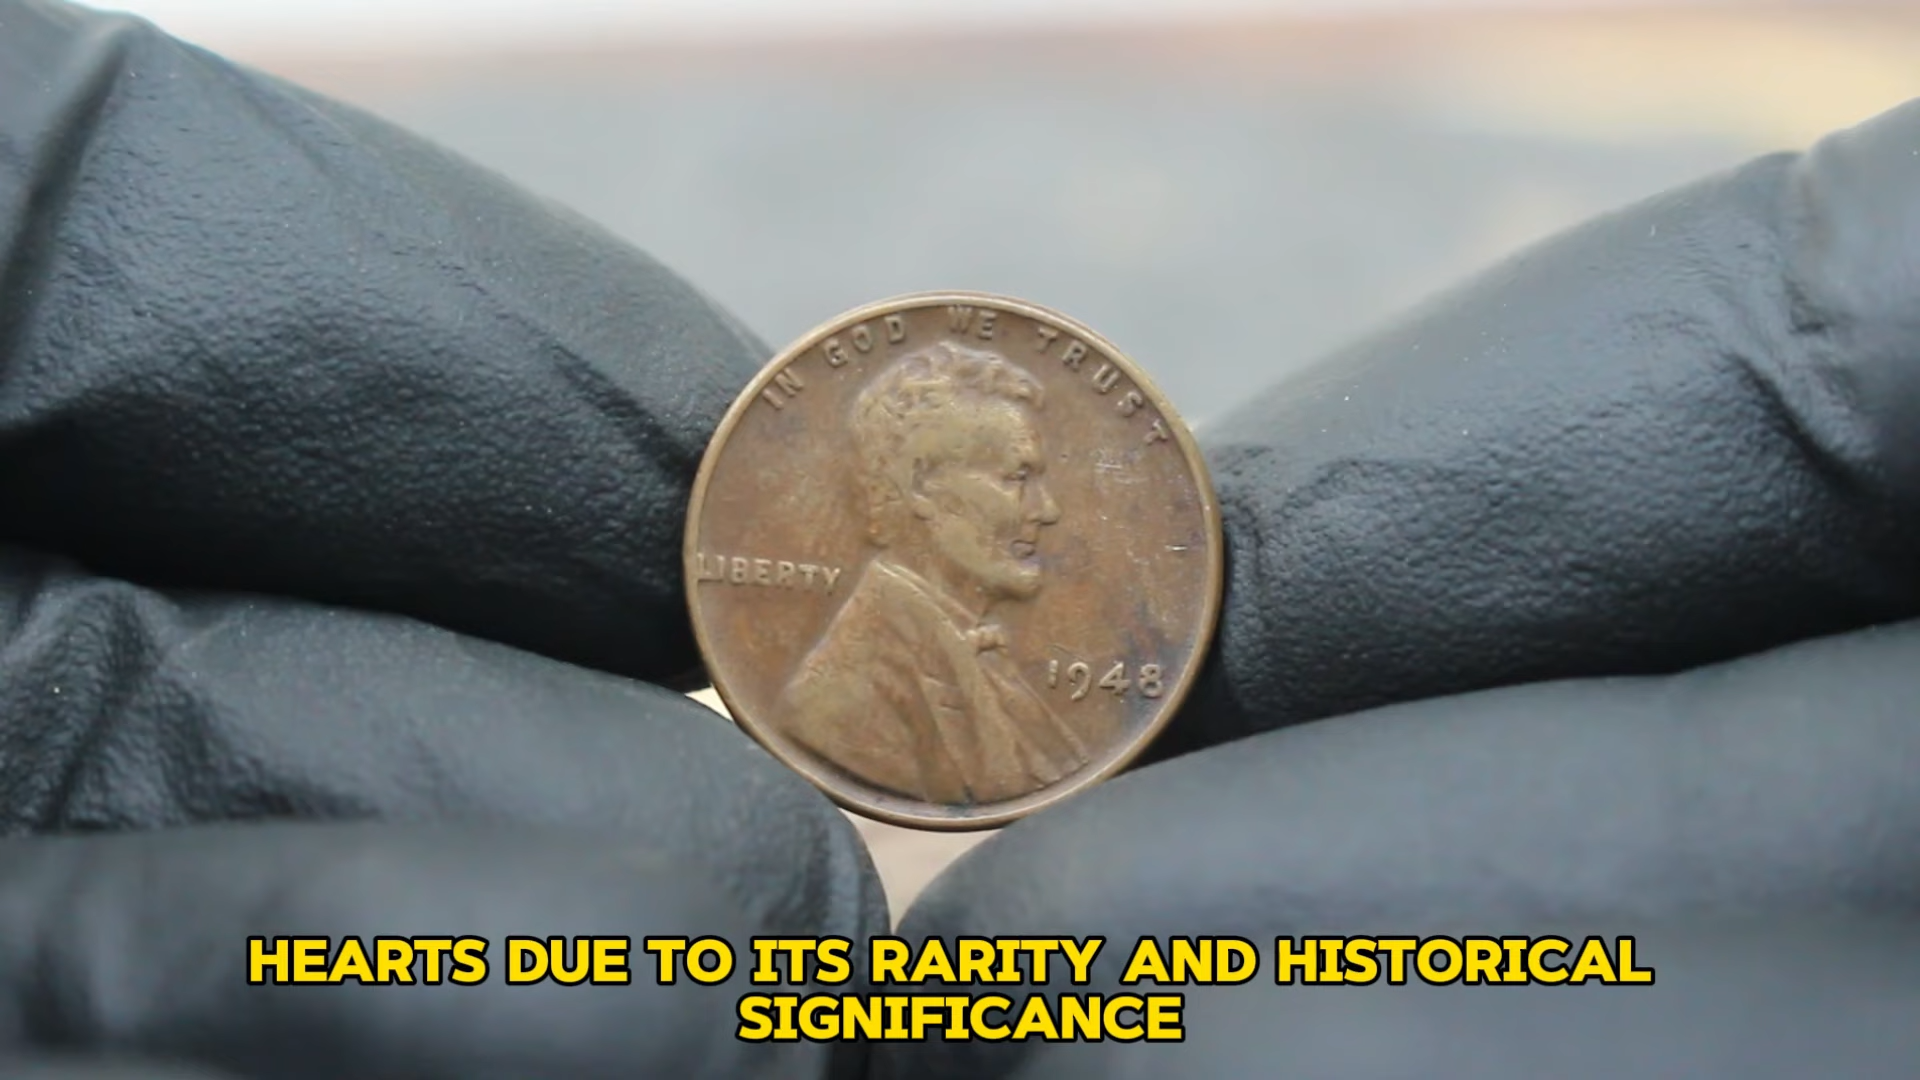 IN GOD WE TRUST
LIBERTY
1948
HEARTS DUE TO ITS RARITY AND HISTORICAL
SIGNIFICANCE